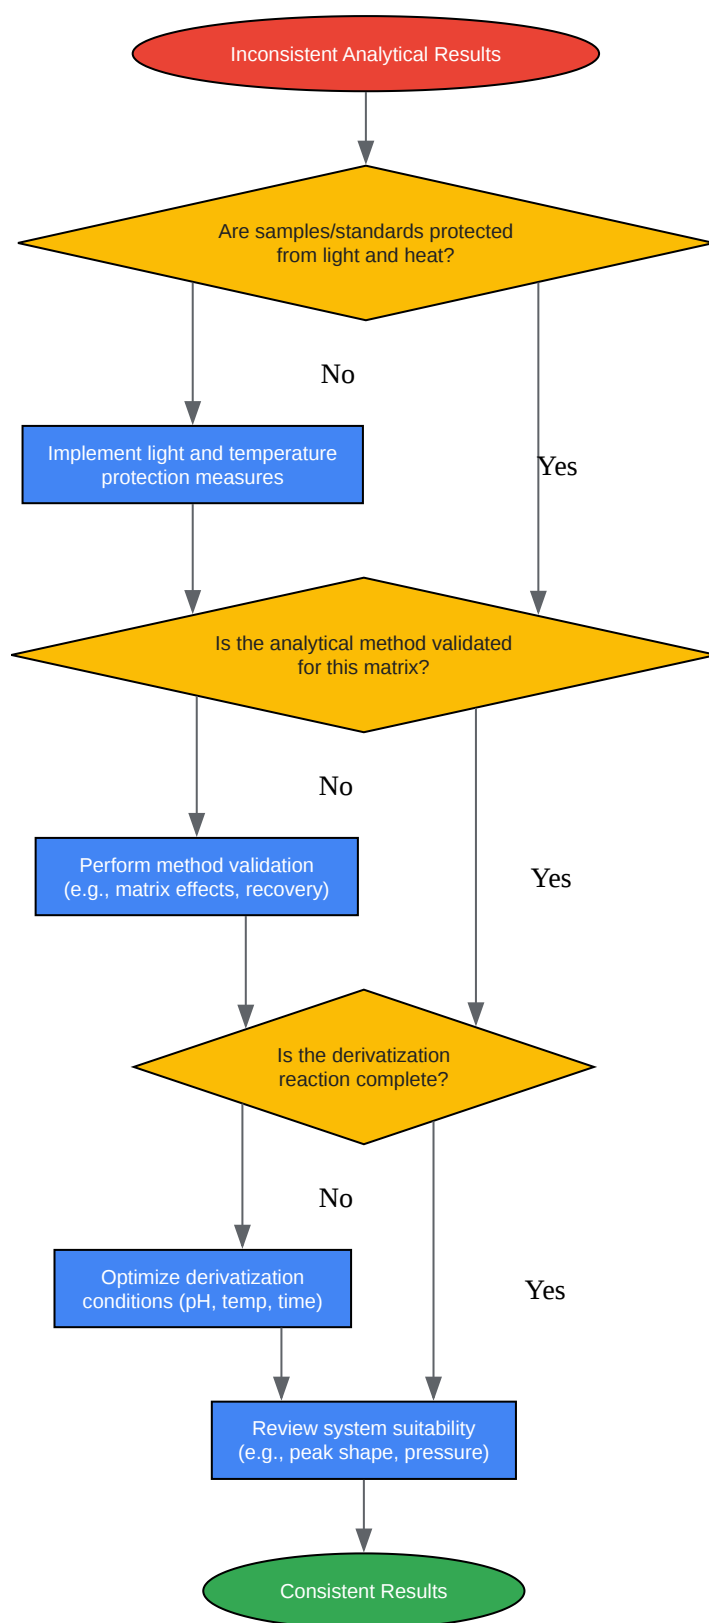 Inconsistent Analytical Results
Are samples/standards protected
from light and heat?
No
Implement light and temperature
protection measures
Yes
Is the analytical method validated
for this matrix?
No
Perform method validation
(e.g., matrix effects, recovery)
Yes
Is the derivatization
reaction complete?
No
Optimize derivatization
conditions (pH, temp, time)
Yes
Review system suitability
(e.g., peak shape, pressure)
Consistent Results